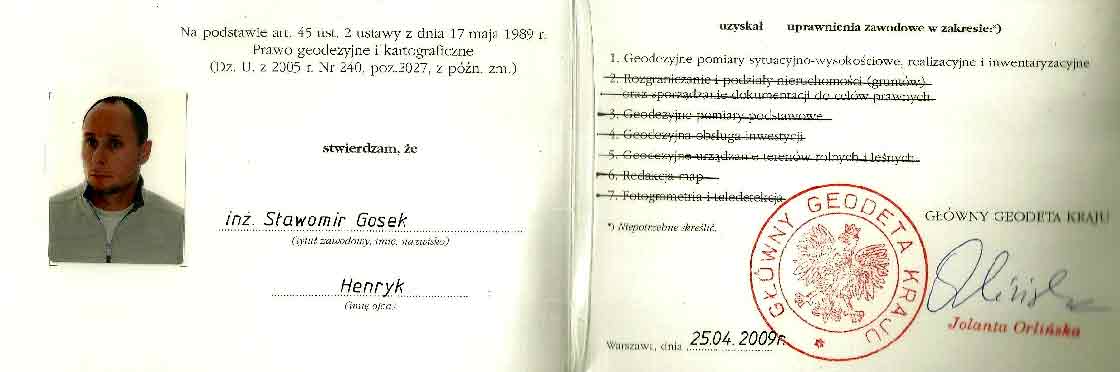 Na podstawie art. 45 ust. 2 ustawy z dnia 17 maja 1989 r.
Prawo geodezyjne i kartograficzne
(Dz. U. z 2005 r. Nr 240, poz.2027, z późn. zm.)
stwierdzam, że
inż. Sławomir Gosek
(tytuł zawodowy, imię, nazwisko)
Henryk
(imię ojca)
uzyskał uprawnienia zawodowe w zakresie:*)
1. Geodezyjne pomiary sytuacyjno-wysokościowe, realizacyjne i inwentaryzacyjne
2. Rozgraniczanie i podziały nieruchomości (gruntów)
oraz sporządzanie dokumentacji do celów prawnych.
3. Geodezyjne pomiary podstawowe
4. Geodezyjna obsługa inwestycji
5. Geodezyjne urządzanie terenów rolnych i leśnych.
6. Redakcja map
7. Fotogrametria i teledetekcja
*) Niepotrzebne skreślić.
GŁÓWNY GEODETA KRAJU
GŁÓWNY GEODETA KRAJU
Jolanta Orlińska
Warszawa, dnia 25.04.2009r.